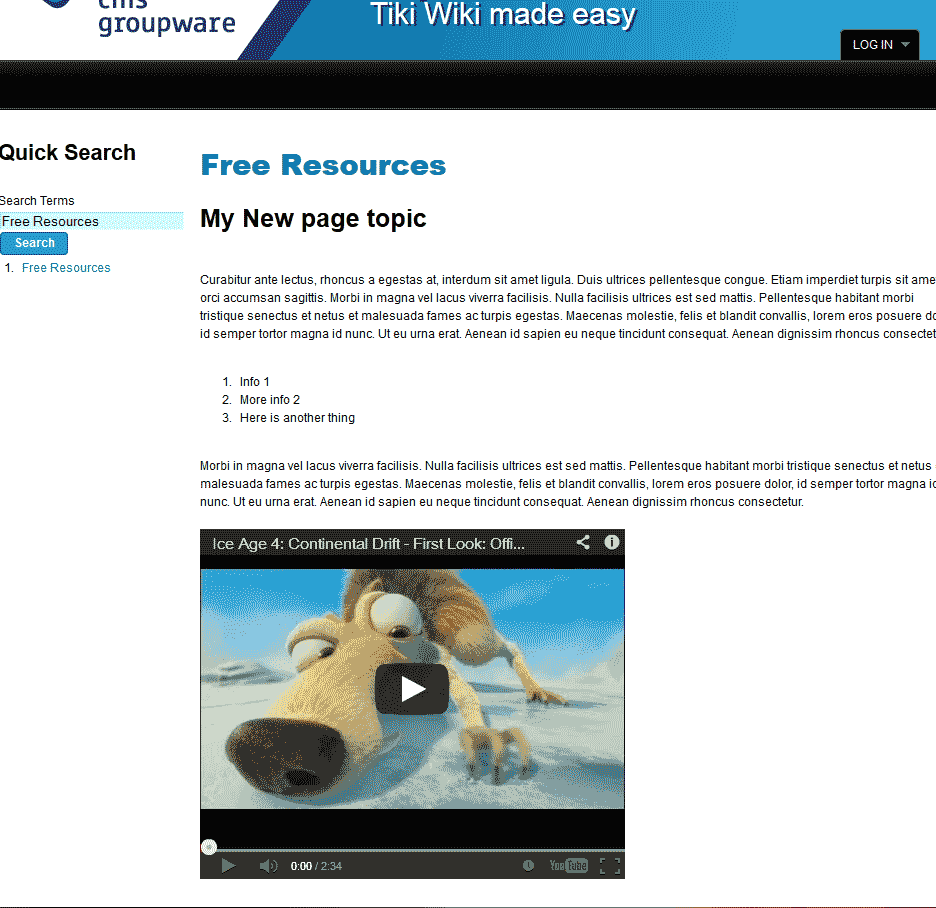 cms
groupware
Tiki Wiki made easy
LOG IN
Quick Search
Search Terms
Free Resources
Search
1. Free Resources
Free Resources
My New page topic
Curabitur ante lectus, rhoncus a egestas at, interdum sit amet ligula. Duis ultrices pellentesque congue. Etiam imperdiet turpis sit ame
orci accumsan sagittis. Morbi in magna vel lacus viverra facilisis. Nulla facilisis ultrices est sed mattis. Pellentesque habitant morbi
tristique senectus et netus et malesuada fames ac turpis egestas. Maecenas molestie, felis et blandit convallis, lorem eros posuere do
id semper tortor magna id nunc. Ut eu urna erat. Aenean id sapien eu neque tincidunt consequat. Aenean dignissim rhoncus consectet
1. Info 1
2. More info 2
3. Here is another thing
Morbi in magna vel lacus viverra facilisis. Nulla facilisis ultrices est sed mattis. Pellentesque habitant morbi tristique senectus et netus
malesuada fames ac turpis egestas. Maecenas molestie, felis et blandit convallis, lorem eros posuere dolor, id semper tortor magna id
nunc. Ut eu urna erat. Aenean id sapien eu neque tincidunt consequat. Aenean dignissim rhoncus consectetur.
Ice Age 4: Continental Drift - First Look: Offi...
0:00 / 2:34
YouTube